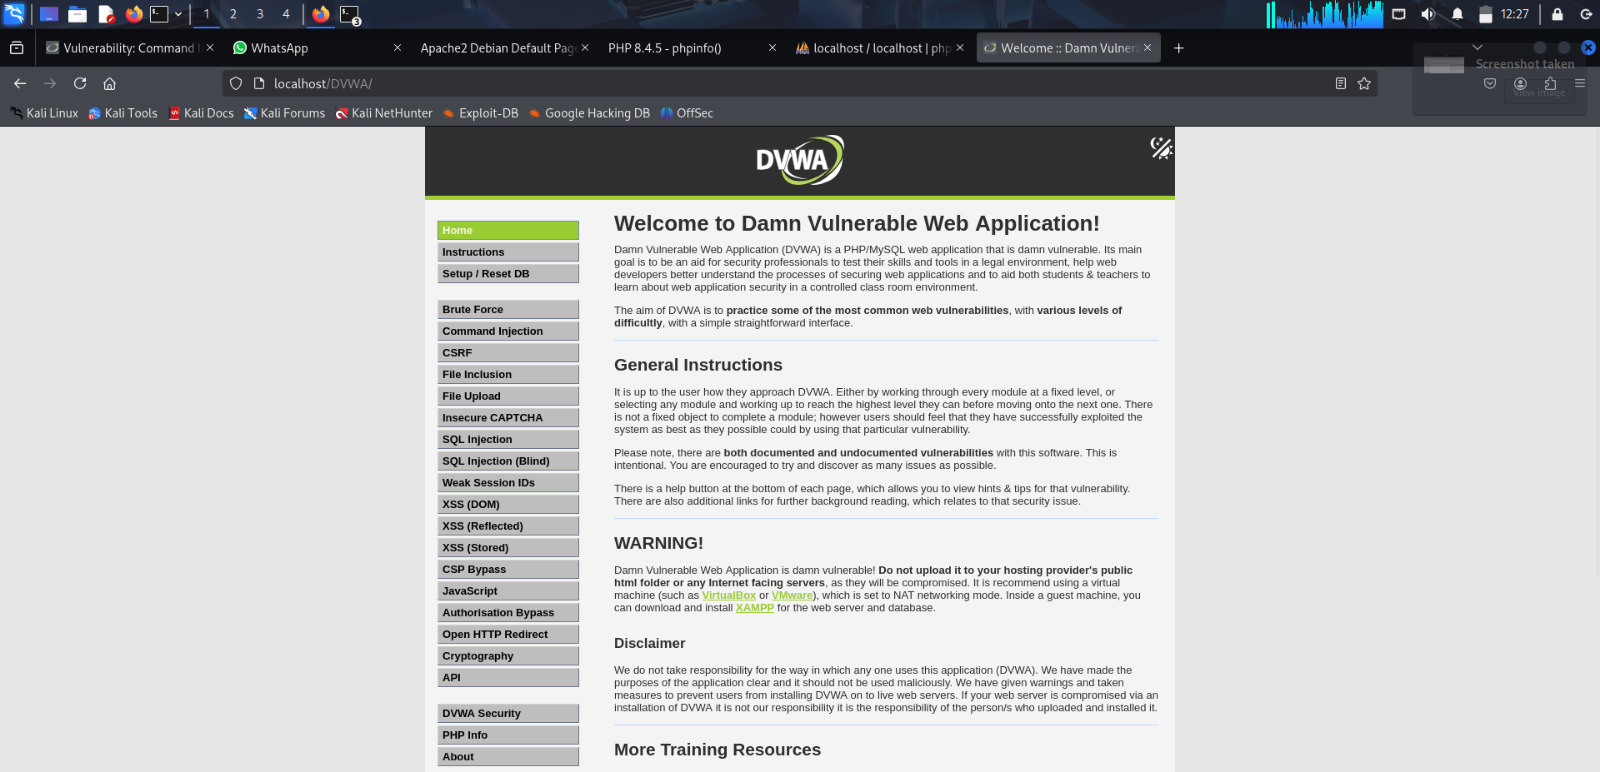 1 2 3 4 3 12:27
Vulnerability: Command I WhatsApp Apache2 Debian Default Page PHP 8.4.5 - phpinfo() localhost / localhost | php Welcome :: Damn Vulnera
Screenshot taken
localhost/DVWA/
View image
Kali Linux Kali Tools Kali Docs Kali Forums Kali NetHunter Exploit-DB Google Hacking DB OffSec
DVWA
Home
Instructions
Setup / Reset DB
Brute Force
Command Injection
CSRF
File Inclusion
File Upload
Insecure CAPTCHA
SQL Injection
SQL Injection (Blind)
Weak Session IDs
XSS (DOM)
XSS (Reflected)
XSS (Stored)
CSP Bypass
JavaScript
Authorisation Bypass
Open HTTP Redirect
Cryptography
API
DVWA Security
PHP Info
About
Welcome to Damn Vulnerable Web Application!
Damn Vulnerable Web Application (DVWA) is a PHP/MySQL web application that is damn vulnerable. Its main
goal is to be an aid for security professionals to test their skills and tools in a legal environment, help web
developers better understand the processes of securing web applications and to aid both students & teachers to
learn about web application security in a controlled class room environment.
The aim of DVWA is to practice some of the most common web vulnerabilities, with various levels of
difficultly, with a simple straightforward interface.
General Instructions
It is up to the user how they approach DVWA. Either by working through every module at a fixed level, or
selecting any module and working up to reach the highest level they can before moving onto the next one. There
is not a fixed object to complete a module; however users should feel that they have successfully exploited the
system as best as they possible could by using that particular vulnerability.
Please note, there are both documented and undocumented vulnerabilities with this software. This is
intentional. You are encouraged to try and discover as many issues as possible.
There is a help button at the bottom of each page, which allows you to view hints & tips for that vulnerability.
There are also additional links for further background reading, which relates to that security issue.
WARNING!
Damn Vulnerable Web Application is damn vulnerable! Do not upload it to your hosting provider's public
html folder or any Internet facing servers, as they will be compromised. It is recommend using a virtual
machine (such as VirtualBox or VMware), which is set to NAT networking mode. Inside a guest machine, you
can download and install XAMPP for the web server and database.
Disclaimer
We do not take responsibility for the way in which any one uses this application (DVWA). We have made the
purposes of the application clear and it should not be used maliciously. We have given warnings and taken
measures to prevent users from installing DVWA on to live web servers. If your web server is compromised via an
installation of DVWA it is not our responsibility it is the responsibility of the person/s who uploaded and installed it.
More Training Resources